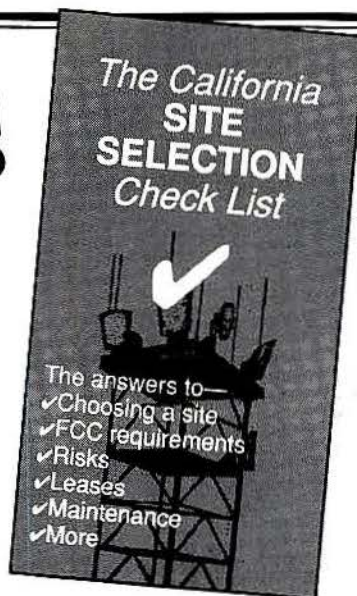 The California
SITE
SELECTION
Check List
✓
The answers to—
✓Choosing a site
✓FCC requirements
✓Risks
✓Leases
✓Maintenance
✓More